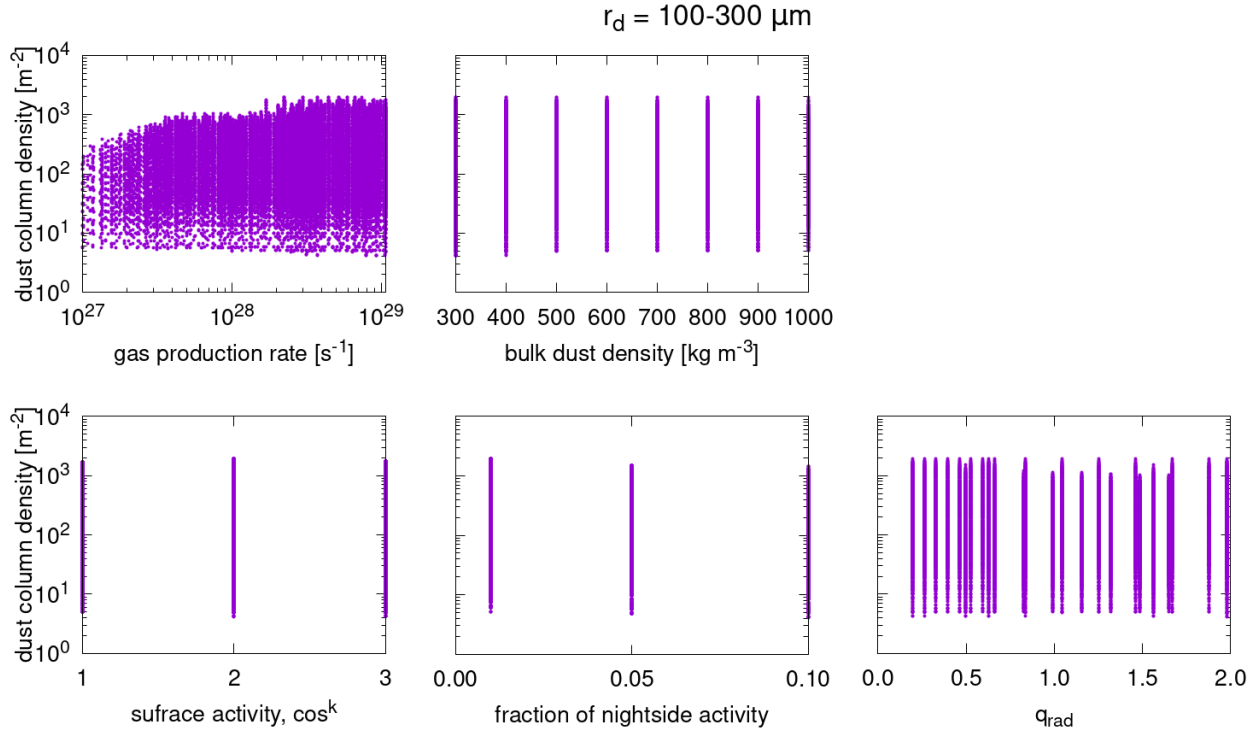 r_d = 100-300 μm
dust column density [m^-2]
10^4
10^3
10^2
10^1
10^0
10^27 10^28 10^29
gas production rate [s^-1]
300 400 500 600 700 800 900 1000
bulk dust density [kg m^-3]
dust column density [m^-2]
10^4
10^3
10^2
10^1
10^0
1 2 3
sufrace activity, cos^k
0.00 0.05 0.10
fraction of nightside activity
0.0 0.5 1.0 1.5 2.0
q_rad